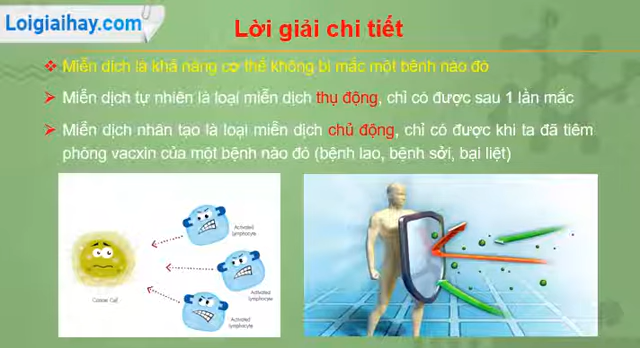 Loigiaihay.com
Lời giải chi tiết
Miễn dịch là khả năng cơ thể không bị mắc một bệnh nào đó
Miễn dịch tự nhiên là loại miễn dịch thụ động, chỉ có được sau 1 lần mắc
Miễn dịch nhân tạo là loại miễn dịch chủ động, chỉ có được khi ta đã tiêm
phòng vacxin của một bệnh nào đó (bệnh lao, bệnh sởi, bại liệt)
Activated
Lymphocyte
Cancer Cell
Activated
Lymphocyte
Activated
Lymphocyte